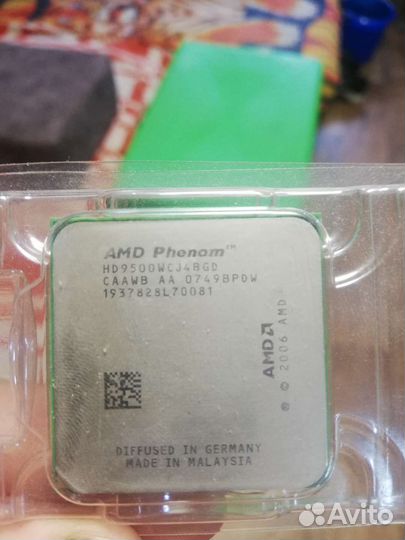 AMD Phenom™
HD9500WCJ4BGD
CAAWB AA 0749BPDW
1937828L70081
AMD
® © 2006 AMD
DIFFUSED IN GERMANY
MADE IN MALAYSIA
Avito